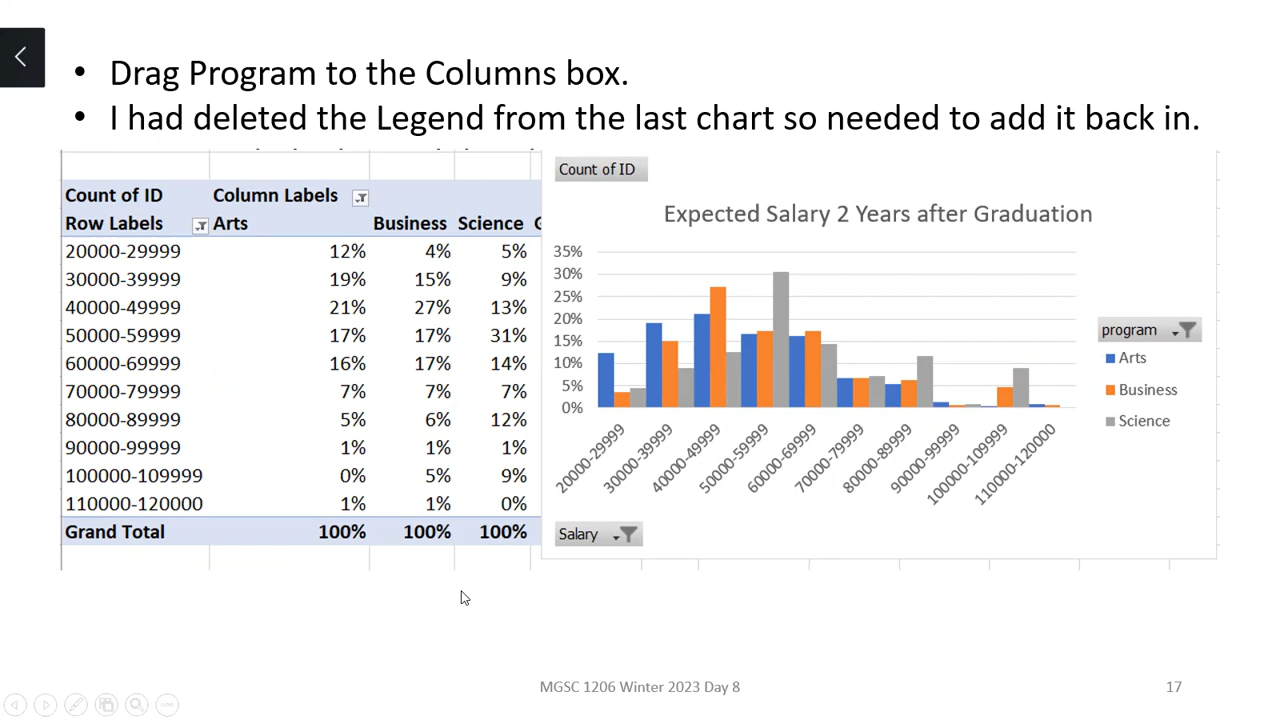 • Drag Program to the Columns box.
• I had deleted the Legend from the last chart so needed to add it back in.
Count of ID Column Labels
Row Labels Arts Business Science G
20000-29999 12% 4% 5%
30000-39999 19% 15% 9%
40000-49999 21% 27% 13%
50000-59999 17% 17% 31%
60000-69999 16% 17% 14%
70000-79999 7% 7% 7%
80000-89999 5% 6% 12%
90000-99999 1% 1% 1%
100000-109999 0% 5% 9%
110000-120000 1% 1% 0%
Grand Total 100% 100% 100%
Count of ID
Expected Salary 2 Years after Graduation
35%
30%
25%
20%
15%
10%
5%
0%
20000-29999
30000-39999
40000-49999
50000-59999
60000-69999
70000-79999
80000-89999
90000-99999
100000-109999
110000-120000
program
Arts
Business
Science
Salary
MGSC 1206 Winter 2023 Day 8 17